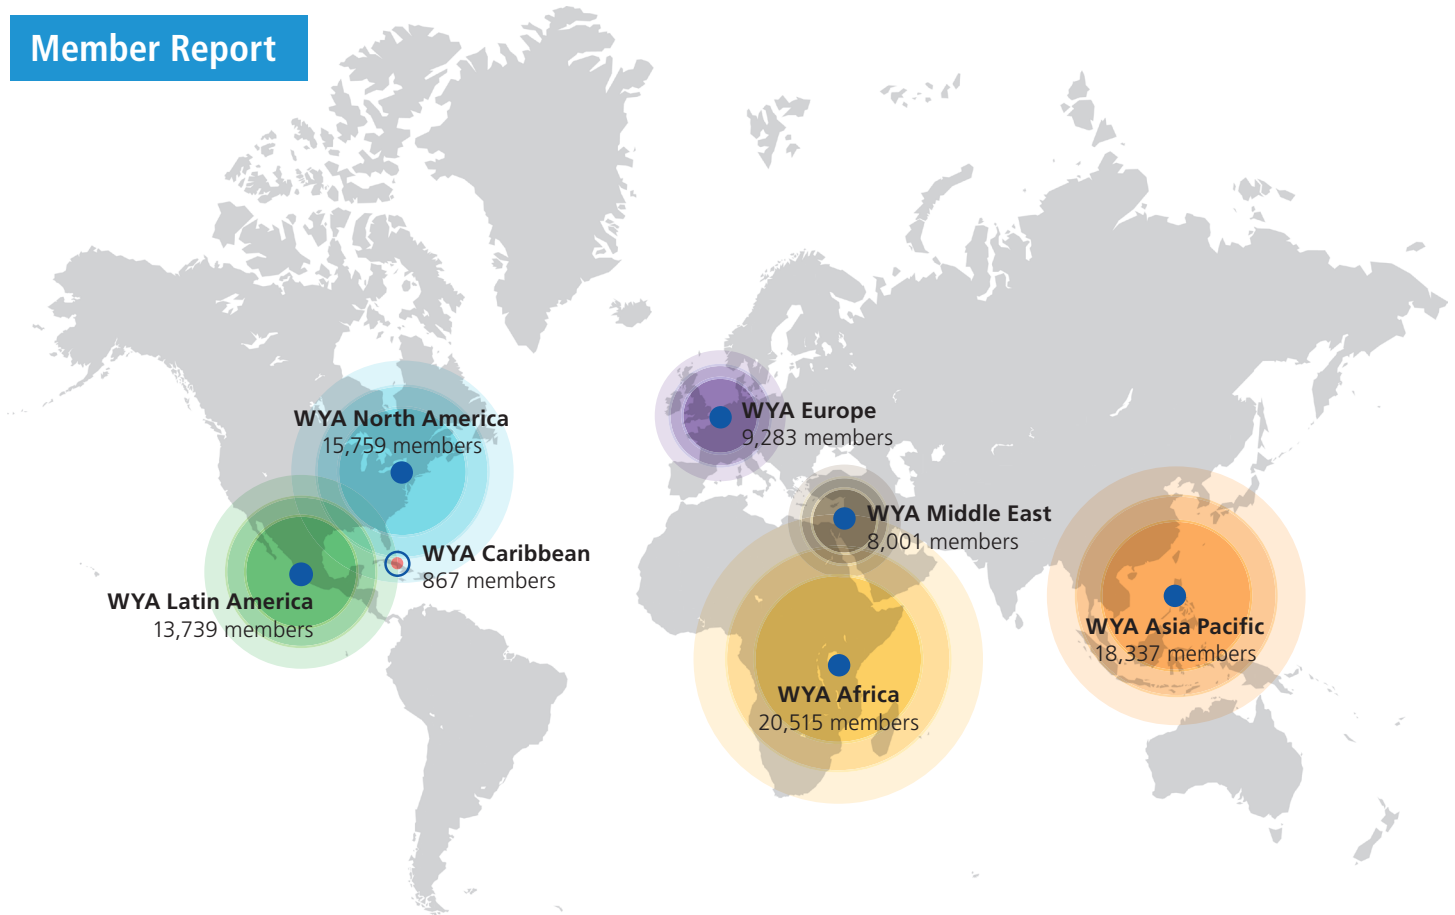 Member Report
WYA North America
15,759 members
WYA Europe
9,283 members
WYA Middle East
8,001 members
WYA Caribbean
867 members
WYA Latin America
13,739 members
WYA Asia Pacific
18,337 members
WYA Africa
20,515 members